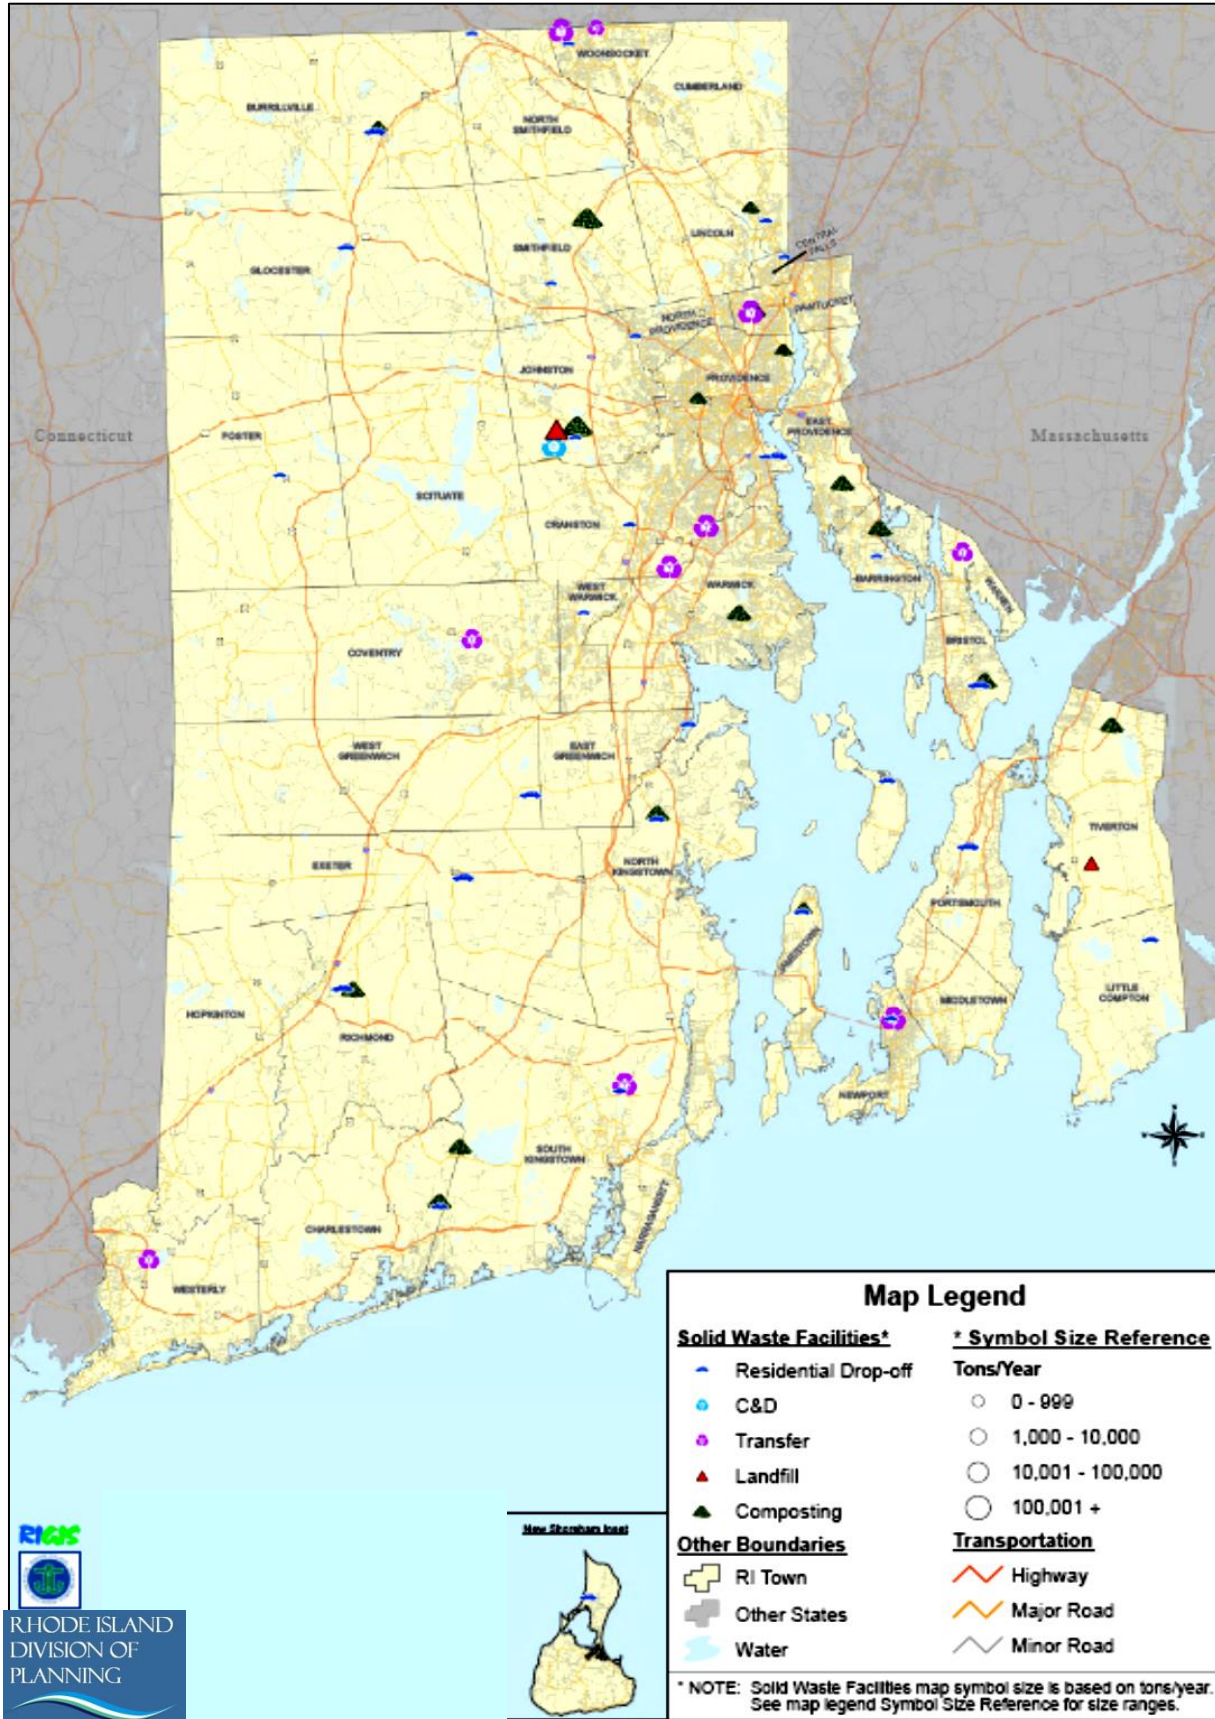 WOONSOCKET
CUMBERLAND
BURRILLVILLE
NORTH
SMITHFIELD
LINCOLN
CENTRAL
FALLS
SMITHFIELD
GLOCESTER
PAWTUCKET
NORTH
PROVIDENCE
JOHNSTON
PROVIDENCE
EAST
PROVIDENCE
Connecticut
FOSTER
Massachusetts
SCITUATE
CRANSTON
WEST
WARWICK
WARWICK
BARRINGTON
WARREN
BRISTOL
COVENTRY
WEST
GREENWICH
EAST
GREENWICH
TIVERTON
EXETER
NORTH
KINGSTOWN
PORTSMOUTH
JAMESTOWN
LITTLE
COMPTON
MIDDLETOWN
HOPKINTON
RICHMOND
NEWPORT
SOUTH
KINGSTOWN
NARRAGANSETT
CHARLESTOWN
WESTERLY
Map Legend
Solid Waste Facilities*
Residential Drop-off
C&D
Transfer
Landfill
Composting
Other Boundaries
RI Town
Other States
Water
* Symbol Size Reference
Tons/Year
0 - 999
1,000 - 10,000
10,001 - 100,000
100,001 +
Transportation
Highway
Major Road
Minor Road
* NOTE: Solid Waste Facilities map symbol size is based on tons/year.
See map legend Symbol Size Reference for size ranges.
New Shoreham Inset
RIGIS
RHODE ISLAND
DIVISION OF
PLANNING